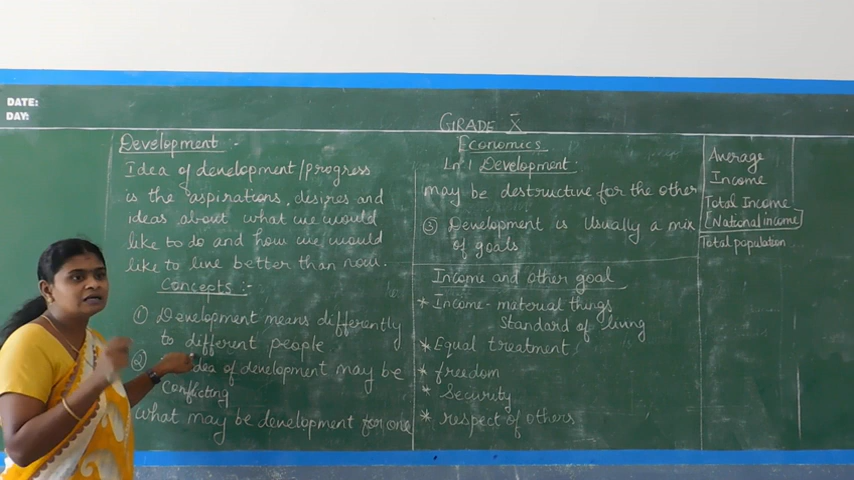 DATE:
DAY:
GRADE X
Economics
Ln 1 Development:
Development :-
Idea of development/progress
is the aspirations, desires and
ideas about what we would
like to do and how we would
like to live better than now.
Concepts :-
① Development means differently
to different people
② Idea of development may be
Conflicting
What may be development for one
may be destructive for the other
③ Development is Usually a mix
of goals
Income and other goal
* Income - material things
Standard of living
* Equal treatment
* freedom
* Security
* respect of others
Average
Income
Total Income
[National income]
Total population